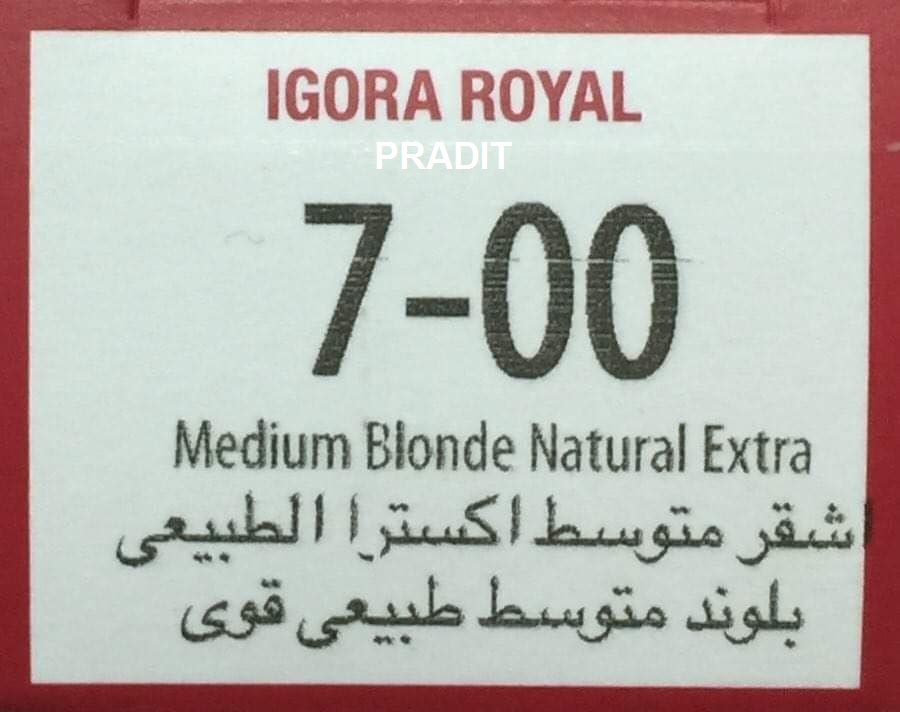 IGORA ROYAL
PRADIT
7-00
Medium Blonde Natural Extra
اشقر متوسط اكسترا الطبيعى
بلوند متوسط طبيعى قوى